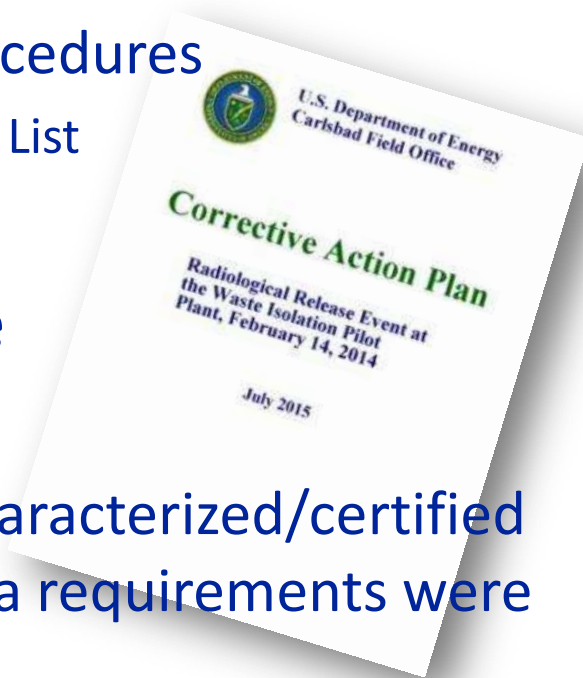 cedures
List
U.S. Department of Energy
Carlsbad Field Office
Corrective Action Plan
Radiological Release Event at
the Waste Isolation Pilot
Plant, February 14, 2014
e
July 2015
aracterized/certified
a requirements were